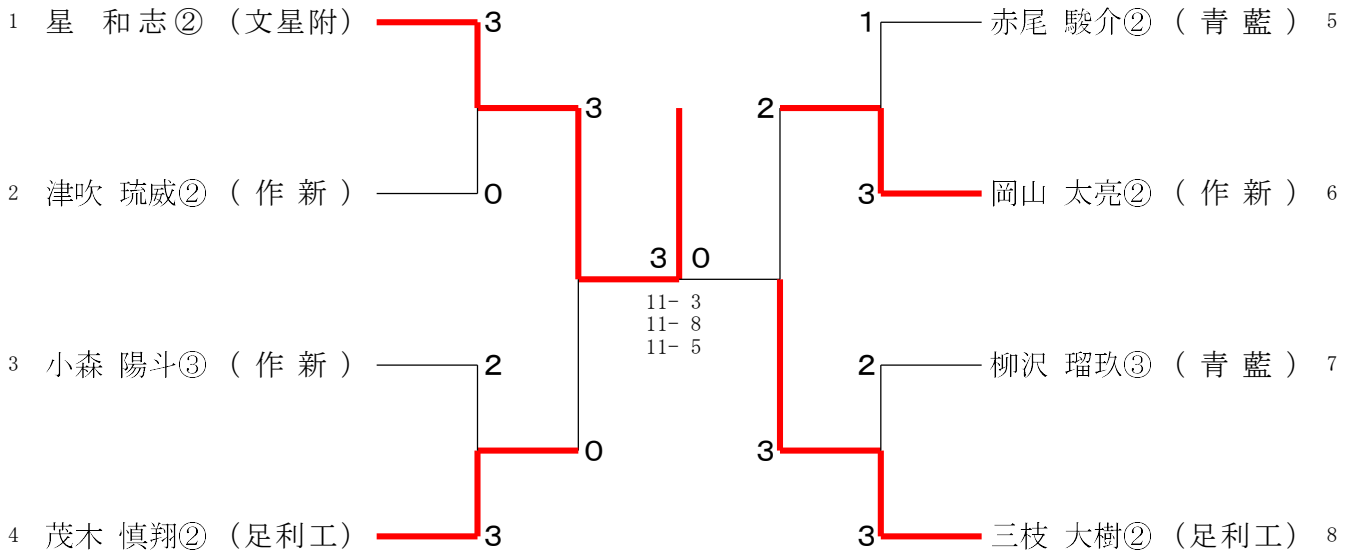 1 星 和志② (文星附) 3
1 赤尾 駿介② (青藍) 5
3
2
2 津吹 琉威② (作新) 0
3 岡山 太亮② (作新) 6
3 0
11- 3
11- 8
11- 5
3 小森 陽斗③ (作新) 2
2 柳沢 瑠玖③ (青藍) 7
0
3
4 茂木 慎翔② (足利工) 3
3 三枝 大樹② (足利工) 8